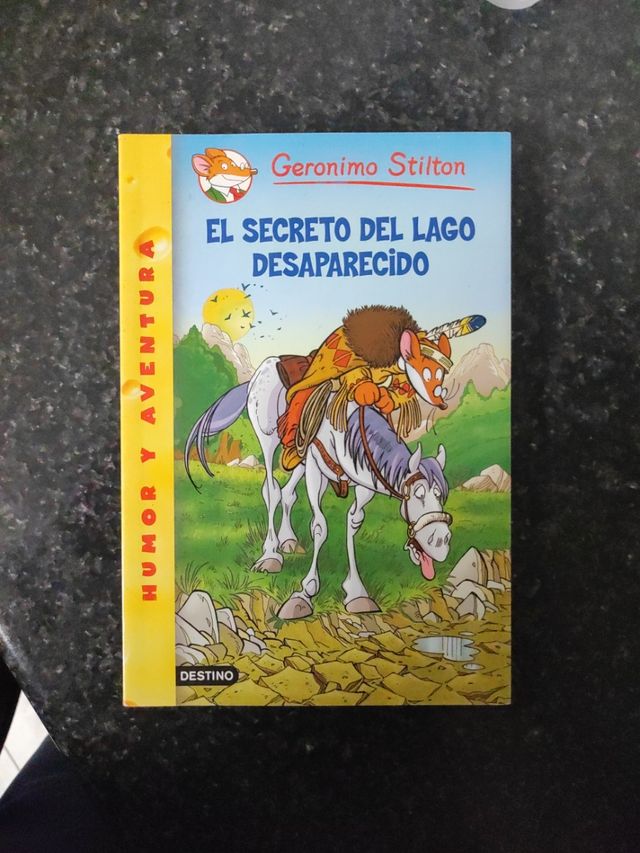 Geronimo Stilton
EL SECRETO DEL LAGO
DESAPARECiDO
HUMOR Y AVENTURA
DESTINO